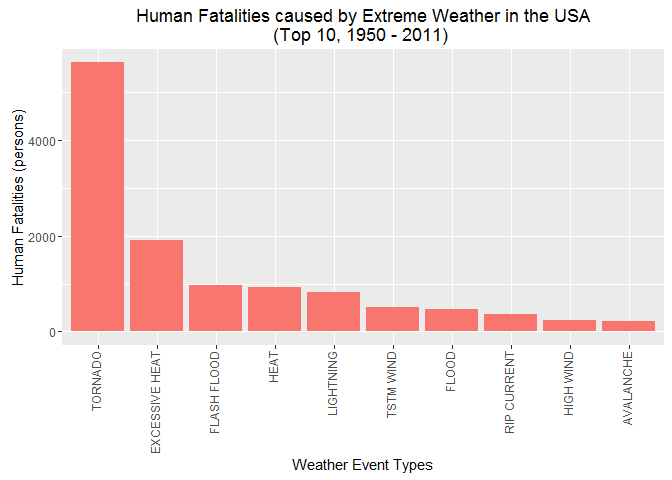 Human Fatalities caused by Extreme Weather in the USA
(Top 10, 1950 - 2011)
Human Fatalities (persons)
4000
2000
0
TORNADO
EXCESSIVE HEAT
FLASH FLOOD
HEAT
LIGHTNING
TSTM WIND
FLOOD
RIP CURRENT
HIGH WIND
AVALANCHE
Weather Event Types